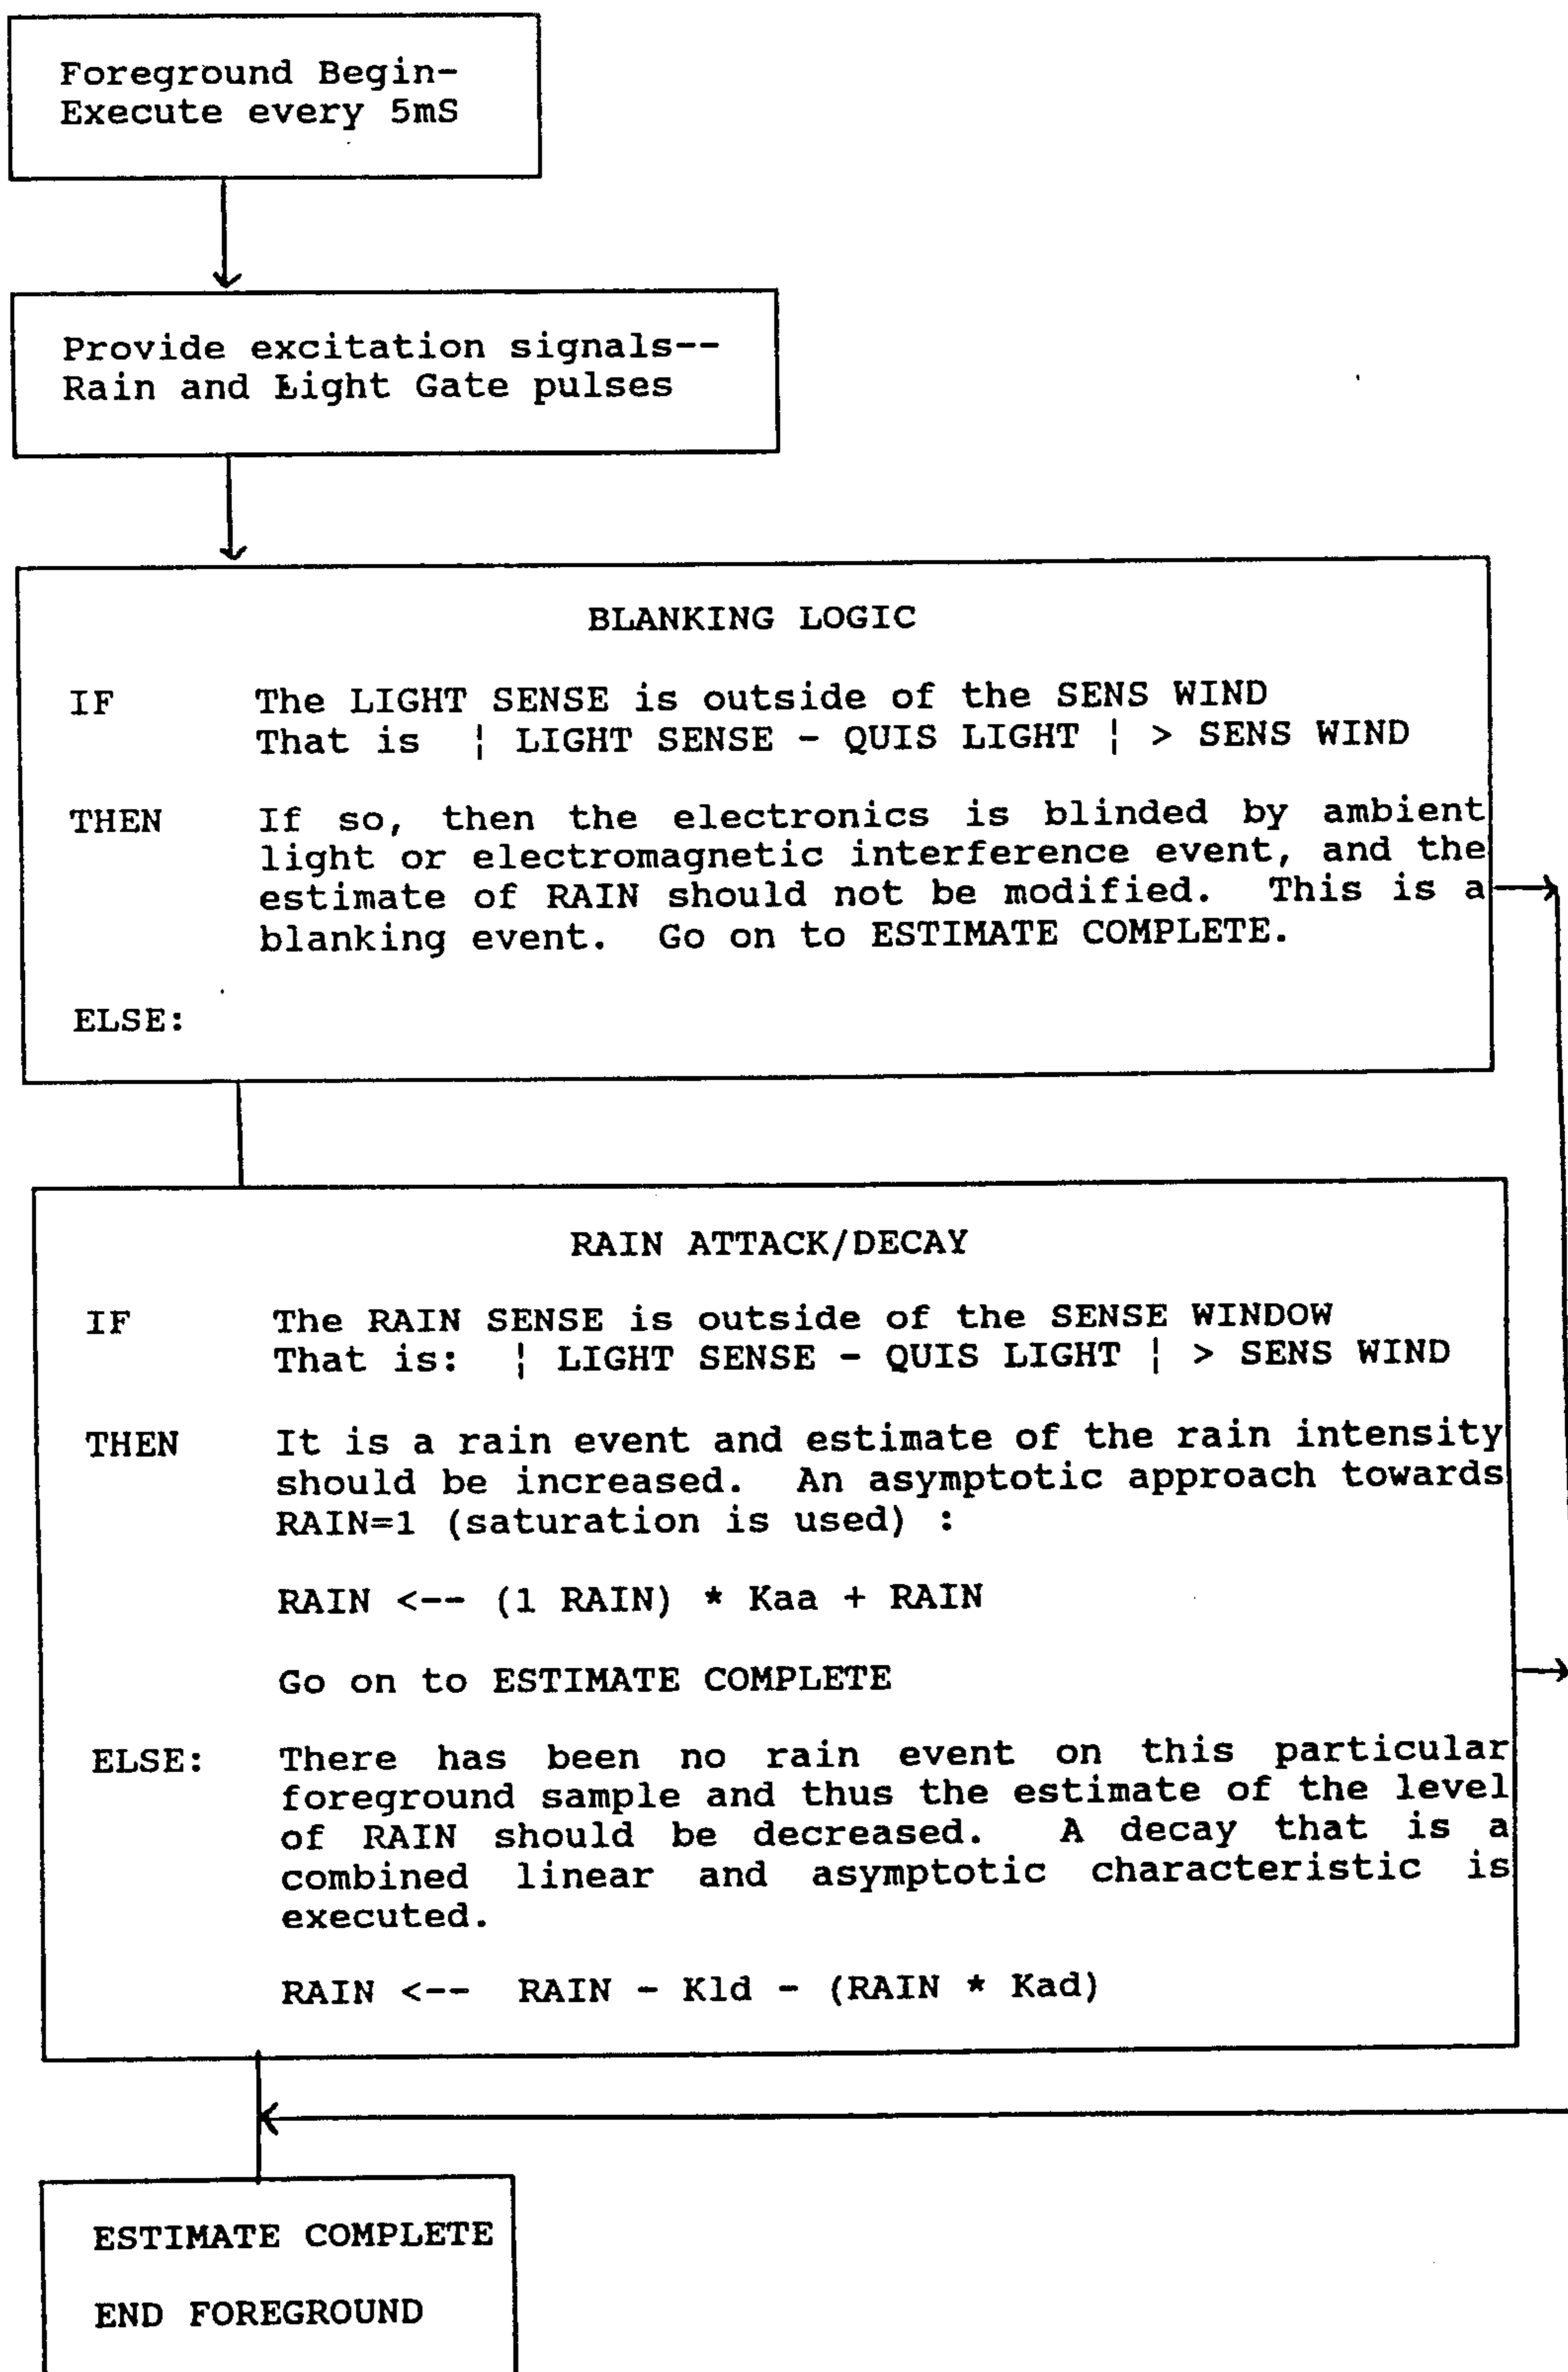 Foreground Begin-
Execute every 5mS
Provide excitation signals--
Rain and Light Gate pulses
BLANKING LOGIC
IF The LIGHT SENSE is outside of the SENS WIND
That is ¦ LIGHT SENSE - QUIS LIGHT ¦ > SENS WIND
THEN If so, then the electronics is blinded by ambient
light or electromagnetic interference event, and the
estimate of RAIN should not be modified. This is a
blanking event. Go on to ESTIMATE COMPLETE.
ELSE:
RAIN ATTACK/DECAY
IF The RAIN SENSE is outside of the SENSE WINDOW
That is: ¦ LIGHT SENSE - QUIS LIGHT ¦ > SENS WIND
THEN It is a rain event and estimate of the rain intensity
should be increased. An asymptotic approach towards
RAIN=1 (saturation is used) :
RAIN <-- (1 RAIN) * Kaa + RAIN
Go on to ESTIMATE COMPLETE
ELSE: There has been no rain event on this particular
foreground sample and thus the estimate of the level
of RAIN should be decreased. A decay that is a
combined linear and asymptotic characteristic is
executed.
RAIN <-- RAIN - Kld - (RAIN * Kad)
ESTIMATE COMPLETE
END FOREGROUND